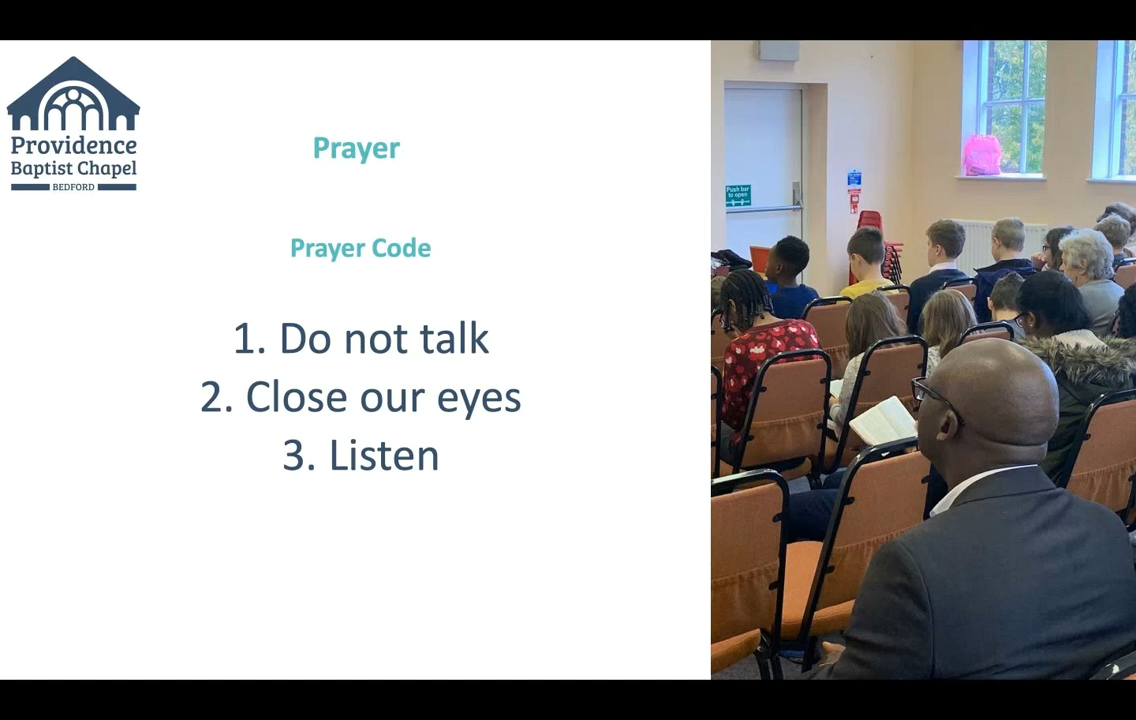 Providence
Baptist Chapel
BEDFORD
Prayer
Prayer Code
1. Do not talk
2. Close our eyes
3. Listen
Push bar
to open